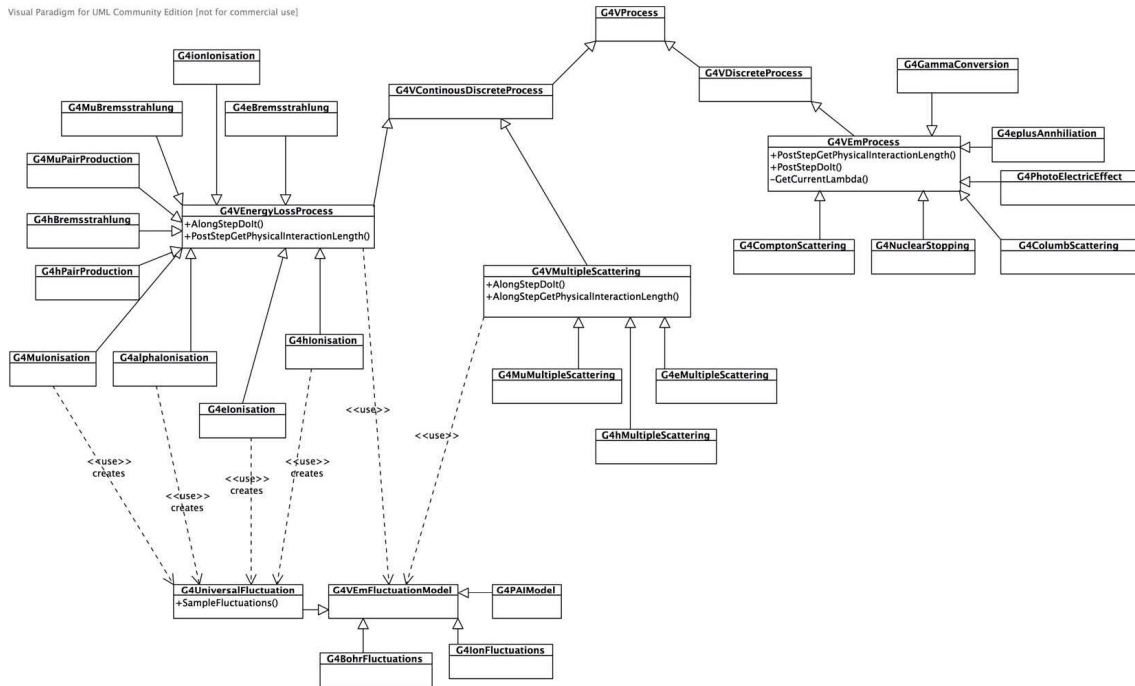 Visual Paradigm for UML Community Edition [not for commercial use]
G4VProcess
G4ionIonisation
G4VContinousDiscreteProcess
G4VDiscreteProcess
G4GammaConversion
G4MuBremsstrahlung
G4eBremsstrahlung
G4VEmProcess
+PostStepGetPhysicalInteractionLength()
+PostStepDoIt()
-GetCurrentLambda()
G4eplusAnnhiliation
G4MuPairProduction
G4PhotoElectricEffect
G4VEnergyLossProcess
+AlongStepDoIt()
+PostStepGetPhysicalInteractionLength()
G4hBremsstrahlung
G4ComptonScattering
G4NuclearStopping
G4ColumbScattering
G4hPairProduction
G4VMultipleScattering
+AlongStepDoIt()
+AlongStepGetPhysicalInteractionLength()
G4hIonisation
G4MuIonisation
G4alphaIonisation
G4MuMultipleScattering
G4eMultipleScattering
G4eIonisation
<<use>>
G4hMultipleScattering
<<use>>
<<use>>
creates
<<use>>
creates
<<use>>
creates
<<use>>
creates
G4UniversalFluctuation
+SampleFluctuations()
G4VEmFluctuationModel
G4PAIModel
G4BohrFluctuations
G4IonFluctuations